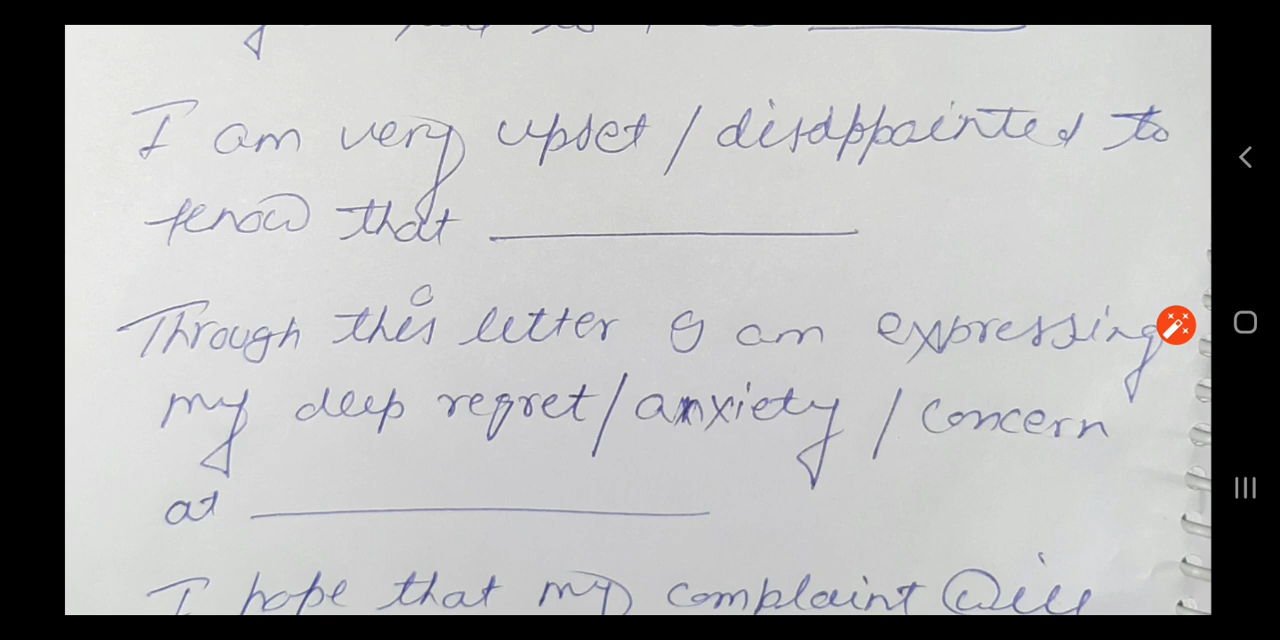 I am very upset / disappointed to
know that
Through this letter I am expressing
my deep regret / anxiety / concern
at
I hope that my complaint will